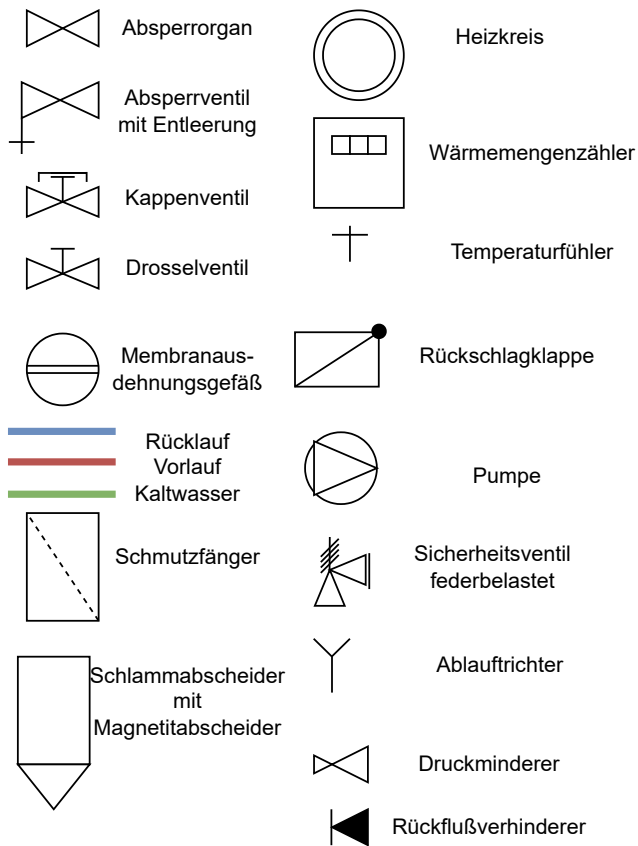 Absperrorgan
Absperrventil
mit Entleerung
Kappenventil
Drosselventil
Membranaus-
dehnungsgefäß
Rücklauf
Vorlauf
Kaltwasser
Schmutzfänger
Schlammabscheider
mit
Magnetitabscheider
Heizkreis
Wärmemengenzähler
Temperaturfühler
Rückschlagklappe
Pumpe
Sicherheitsventil
federbelastet
Ablauftrichter
Druckminderer
Rückflußverhinderer